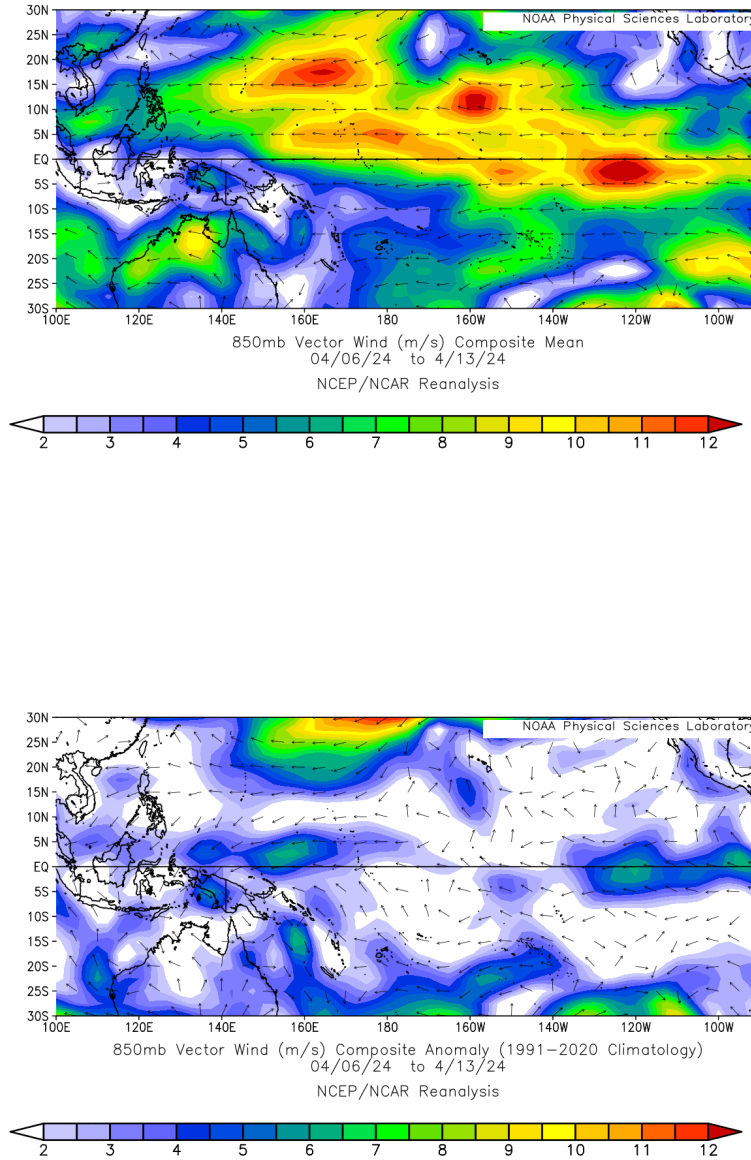 30N
NOAA Physical Sciences Laboratory
25N
20N
15N
10N
5N
EQ
5S
10S
15S
20S
25S
30S
100E 120E 140E 160E 180 160W 140W 120W 100W
850mb Vector Wind (m/s) Composite Mean
04/06/24 to 4/13/24
NCEP/NCAR Reanalysis
2 3 4 5 6 7 8 9 10 11 12
30N
NOAA Physical Sciences Laboratory
25N
20N
15N
10N
5N
EQ
5S
10S
15S
20S
25S
30S
100E 120E 140E 160E 180 160W 140W 120W 100W
850mb Vector Wind (m/s) Composite Anomaly (1991-2020 Climatology)
04/06/24 to 4/13/24
NCEP/NCAR Reanalysis
2 3 4 5 6 7 8 9 10 11 12